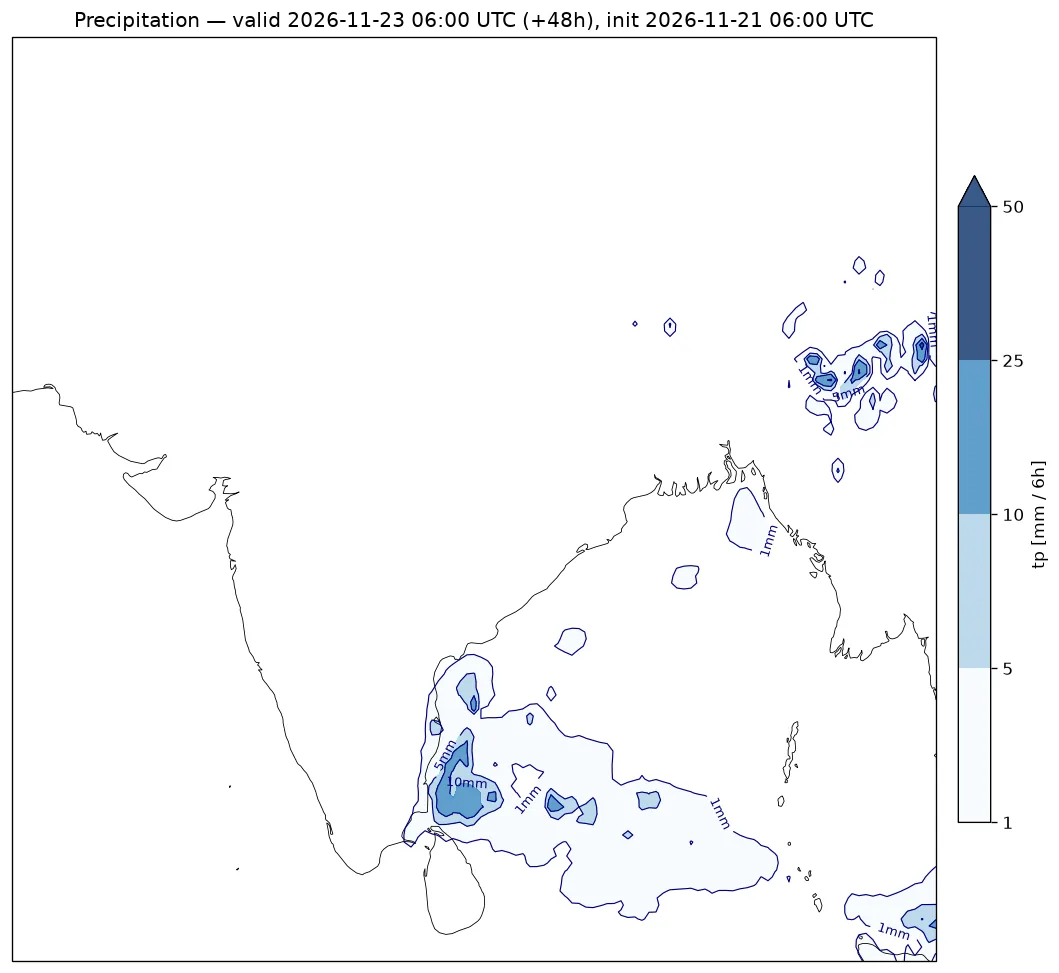 Precipitation — valid 2026-11-23 06:00 UTC (+48h), init 2026-11-21 06:00 UTC
50
25
10
5
1
tp [mm / 6h]
1mm
1mm
1mm
1mm
5mm
10mm
1mm
1mm
1mm